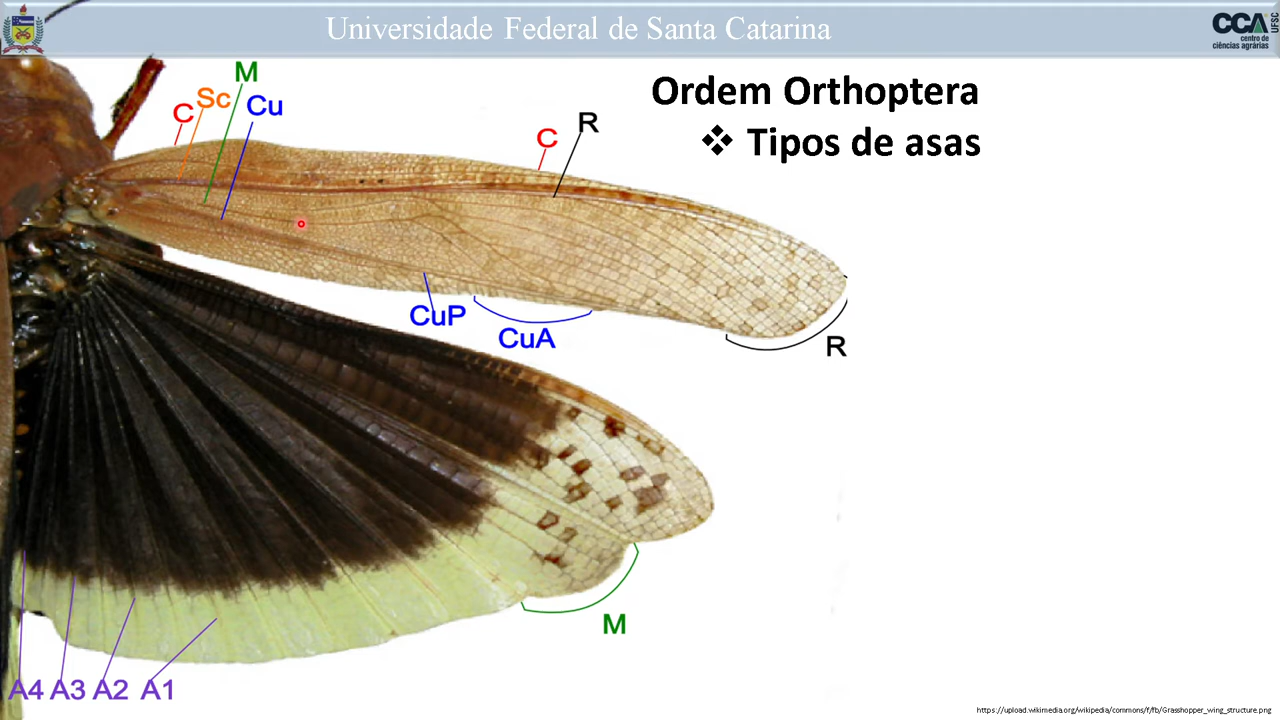 Universidade Federal de Santa Catarina
CCA
UFSC
centro de
ciências agrárias
Ordem Orthoptera
❖ Tipos de asas
M
Sc
C
Cu
C
R
CuP
CuA
R
M
A4 A3 A2 A1
https://upload.wikimedia.org/wikipedia/commons/f/fb/Grasshopper_wing_structure.png